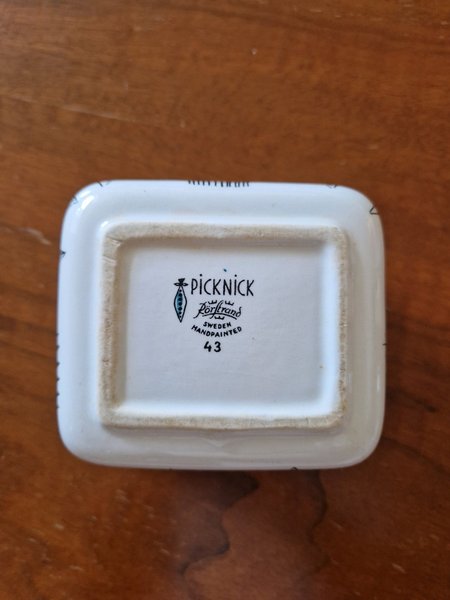 PiCKNiCK
Rörstrand
SWEDEN
HANDPAINTED
43